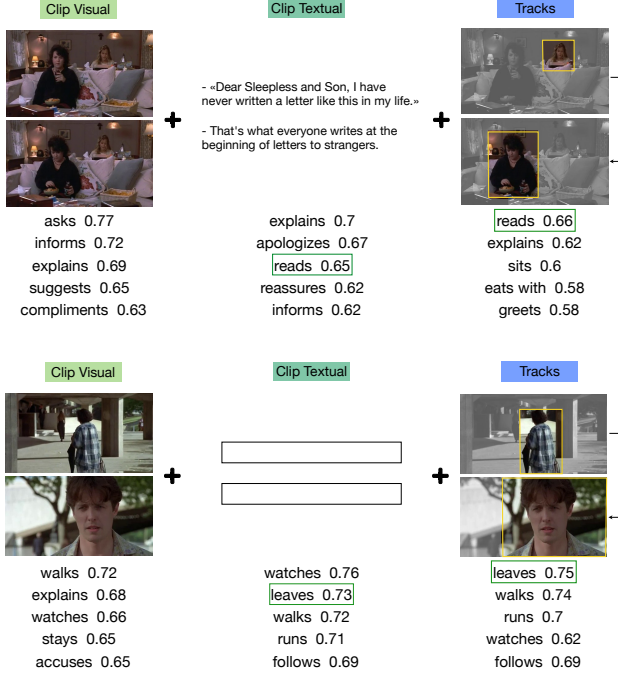 Clip Visual
Clip Textual
Tracks
- «Dear Sleepless and Son, I have
never written a letter like this in my life.»
- That's what everyone writes at the
beginning of letters to strangers.
asks 0.77
informs 0.72
explains 0.69
suggests 0.65
compliments 0.63
explains 0.7
apologizes 0.67
reads 0.65
reassures 0.62
informs 0.62
reads 0.66
explains 0.62
sits 0.6
eats with 0.58
greets 0.58
Clip Visual
Clip Textual
Tracks
walks 0.72
explains 0.68
watches 0.66
stays 0.65
accuses 0.65
watches 0.76
leaves 0.73
walks 0.72
runs 0.71
follows 0.69
leaves 0.75
walks 0.74
runs 0.7
watches 0.62
follows 0.69